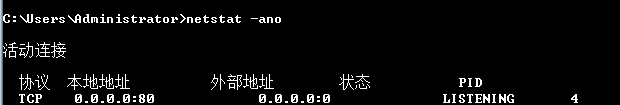 C:\Users\Administrator>netstat -ano
活动连接
协议 本地地址 外部地址 状态 PID
TCP 0.0.0.0:80 0.0.0.0:0 LISTENING 4